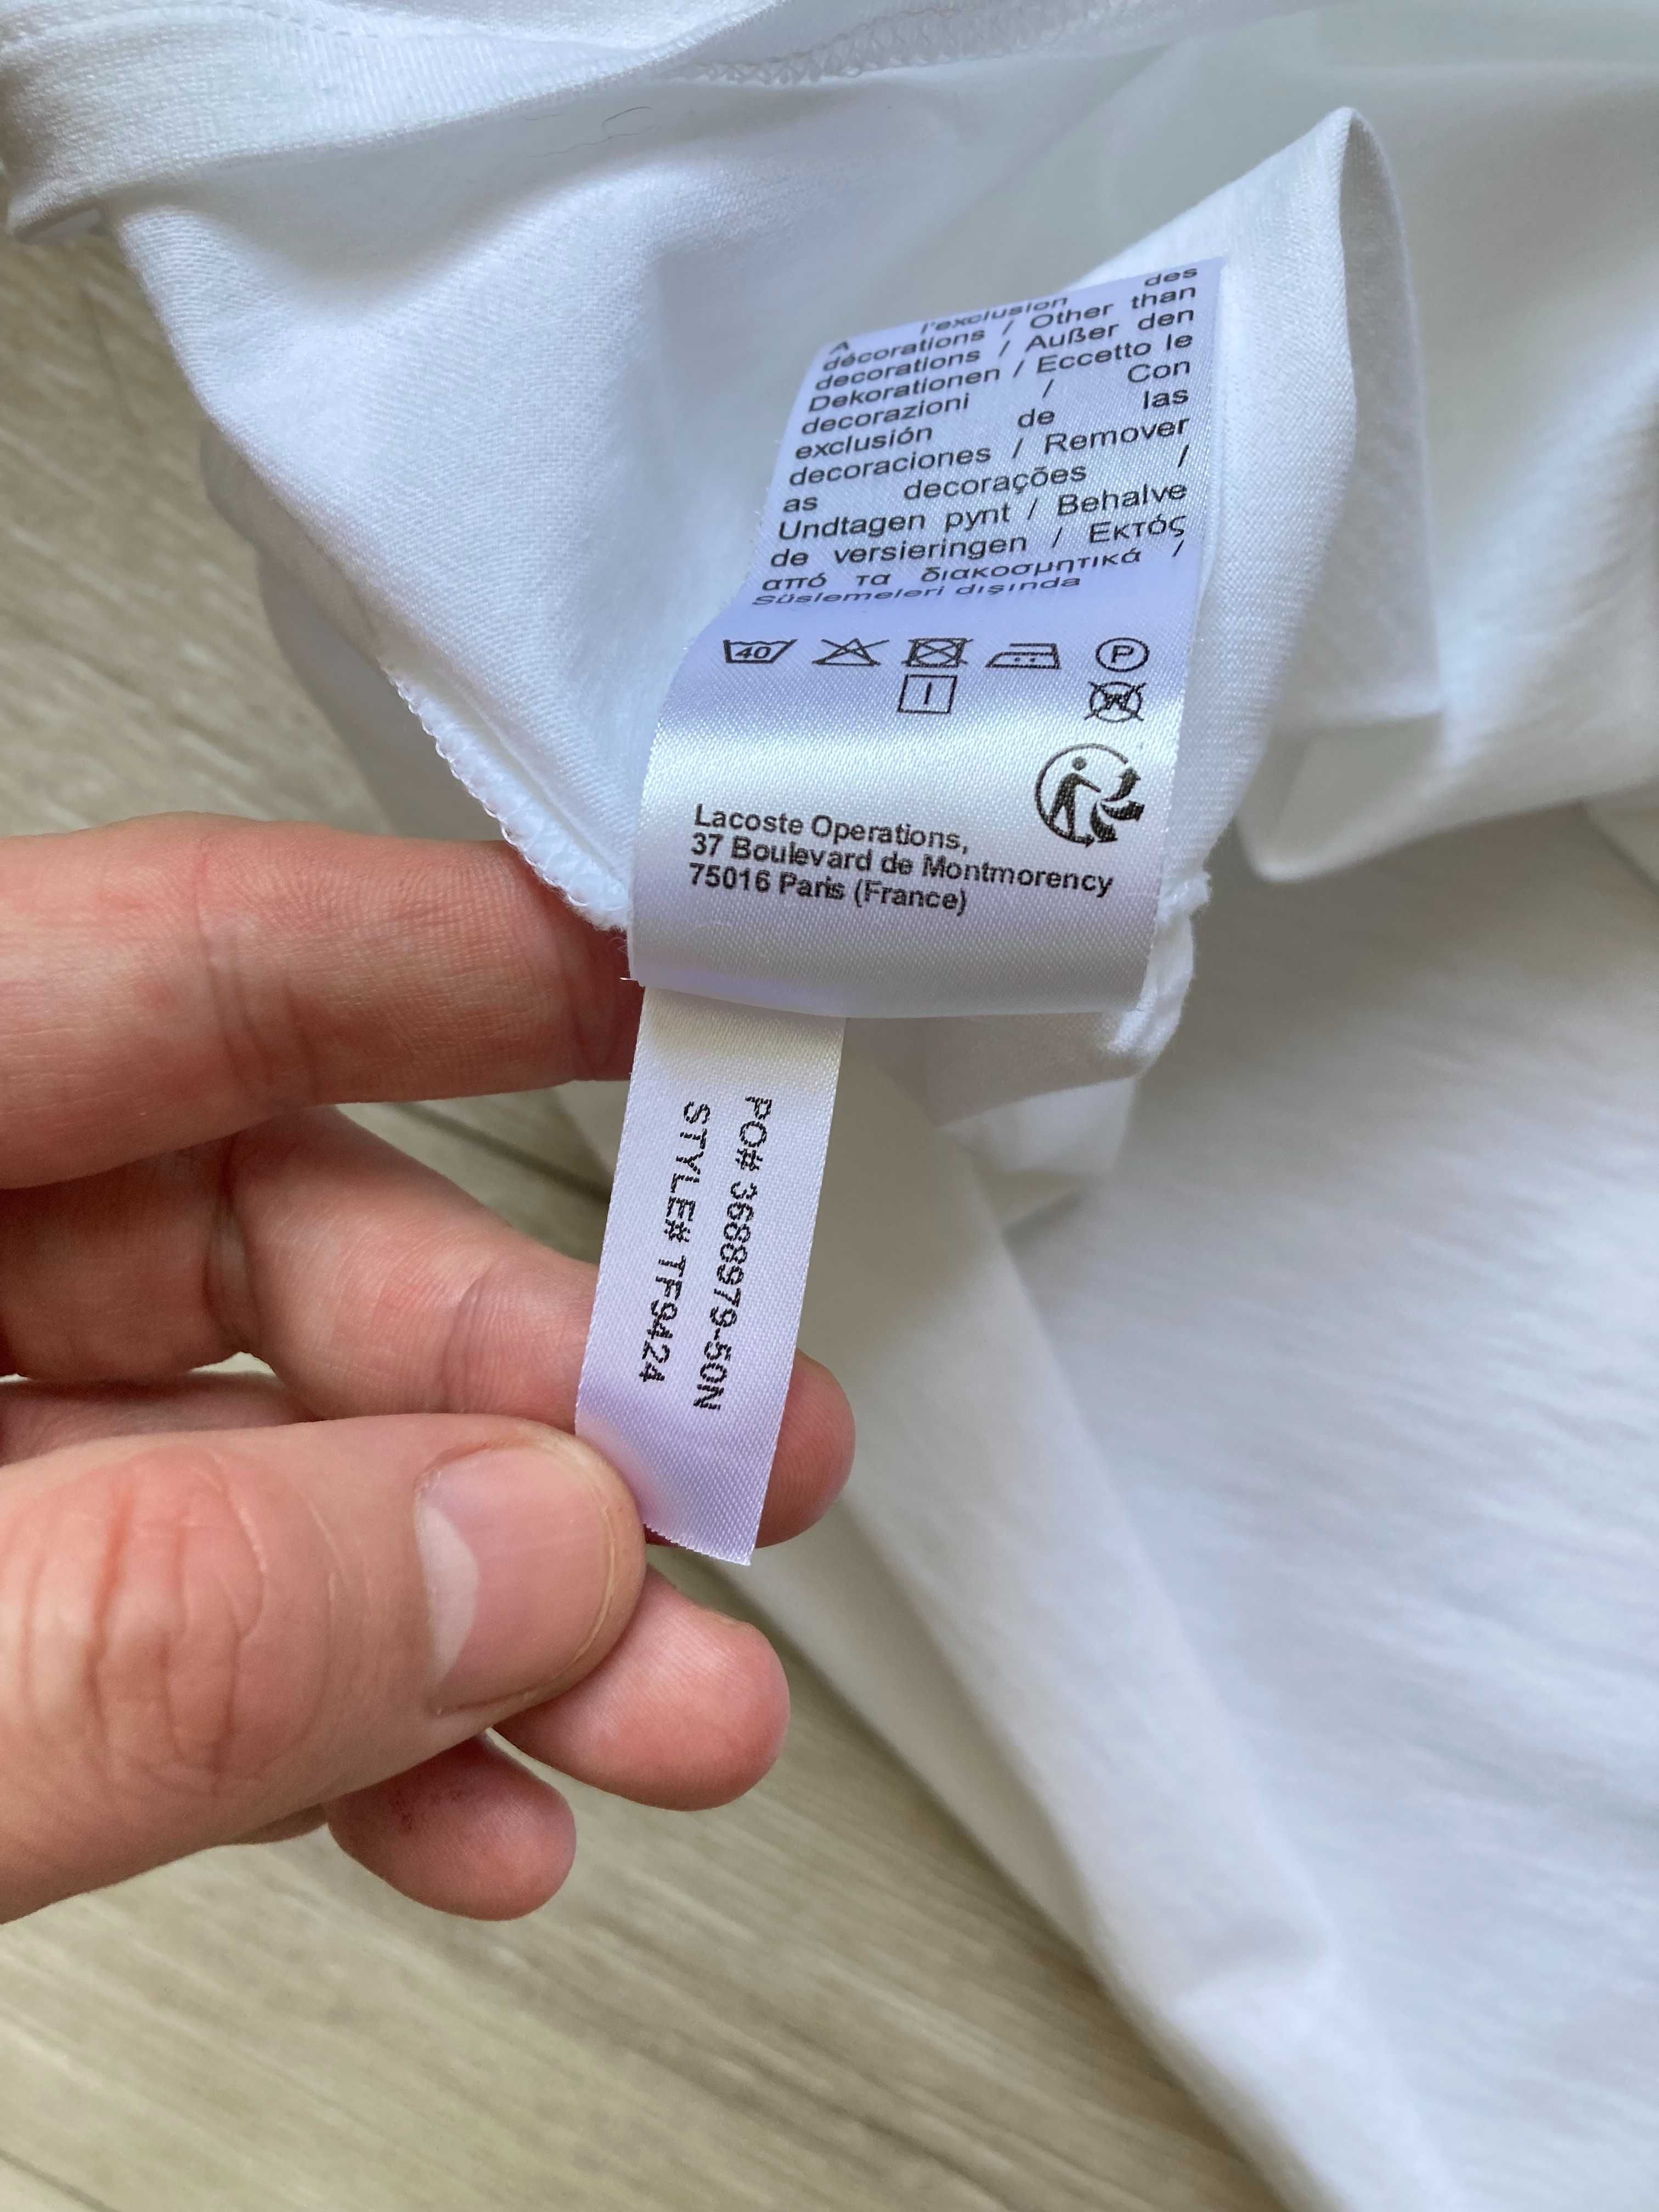 A l'exclusion des
décorations / Other than
decorations / Außer den
Dekorationen / Eccetto le
decorazioni / Con
exclusión de las
decoraciones / Remover
as decorações /
Undtagen pynt / Behalve
de versieringen / Εκτός
από τα διακοσμητικά /
Süslemeleri dışında
40
P
W
Lacoste Operations,
37 Boulevard de Montmorency
75016 Paris (France)
PO# 3688979-50N
STYLE# TF9424